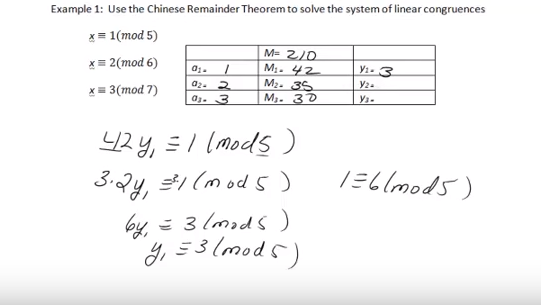 Example 1: Use the Chinese Remainder Theorem to solve the system of linear congruences
x ≡ 1(mod 5)
x ≡ 2(mod 6)
x ≡ 3(mod 7)
M= 210
a₁= 1 M₁= 42 y₁= 3
a₂= 2 M₂= 35 y₂=
a₃= 3 M₃= 30 y₃=
42y₁ ≡ 1 (mod 5)
3·2y₁ ≡ 3·1 (mod 5) 1≡6(mod 5)
6y₁ ≡ 3 (mod 5)
y₁ ≡ 3 (mod 5)